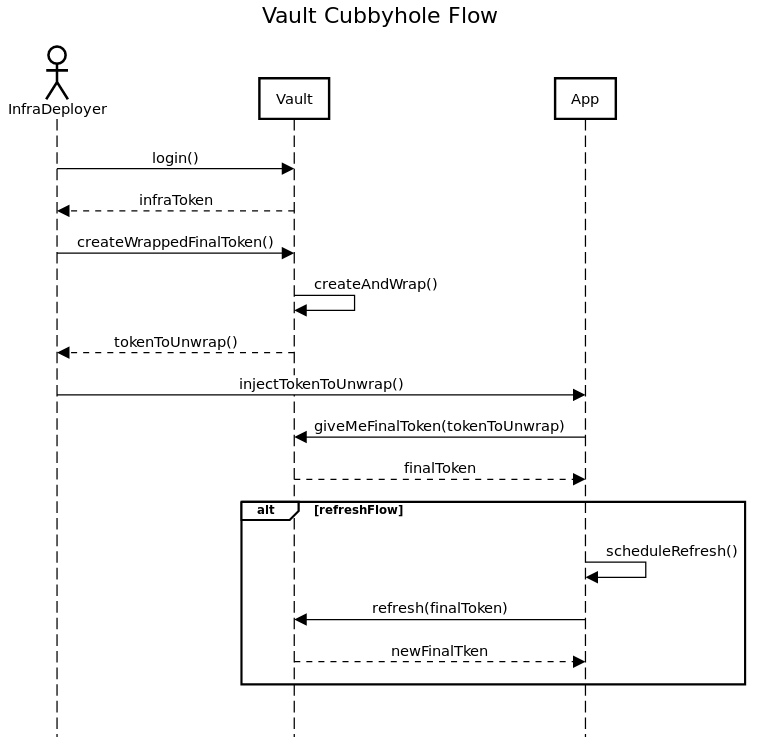 Vault Cubbyhole Flow
InfraDeployer
Vault
App
login()
infraToken
createWrappedFinalToken()
createAndWrap()
tokenToUnwrap()
injectTokenToUnwrap()
giveMeFinalToken(tokenToUnwrap)
finalToken
alt [refreshFlow]
scheduleRefresh()
refresh(finalToken)
newFinalTken